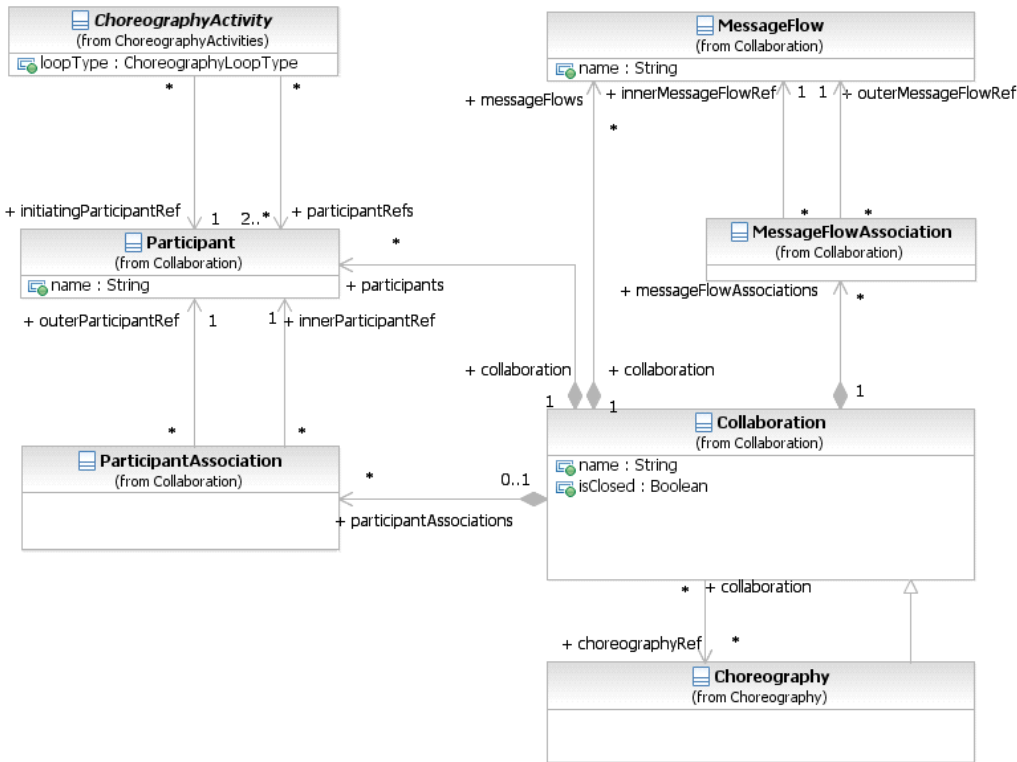 ChoreographyActivity
(from ChoreographyActivities)
loopType : ChoreographyLoopType
*
*
+ initiatingParticipantRef
1
2..*
+ participantRefs
Participant
(from Collaboration)
name : String
*
+ participants
+ outerParticipantRef
1
1
+ innerParticipantRef
*
*
ParticipantAssociation
(from Collaboration)
*
0..1
+ participantAssociations
MessageFlow
(from Collaboration)
name : String
+ messageFlows
*
+ innerMessageFlowRef
1
1
+ outerMessageFlowRef
*
*
MessageFlowAssociation
(from Collaboration)
+ messageFlowAssociations
*
+ collaboration
1
+ collaboration
1
1
Collaboration
(from Collaboration)
name : String
isClosed : Boolean
*
+ collaboration
+ choreographyRef
*
Choreography
(from Choreography)